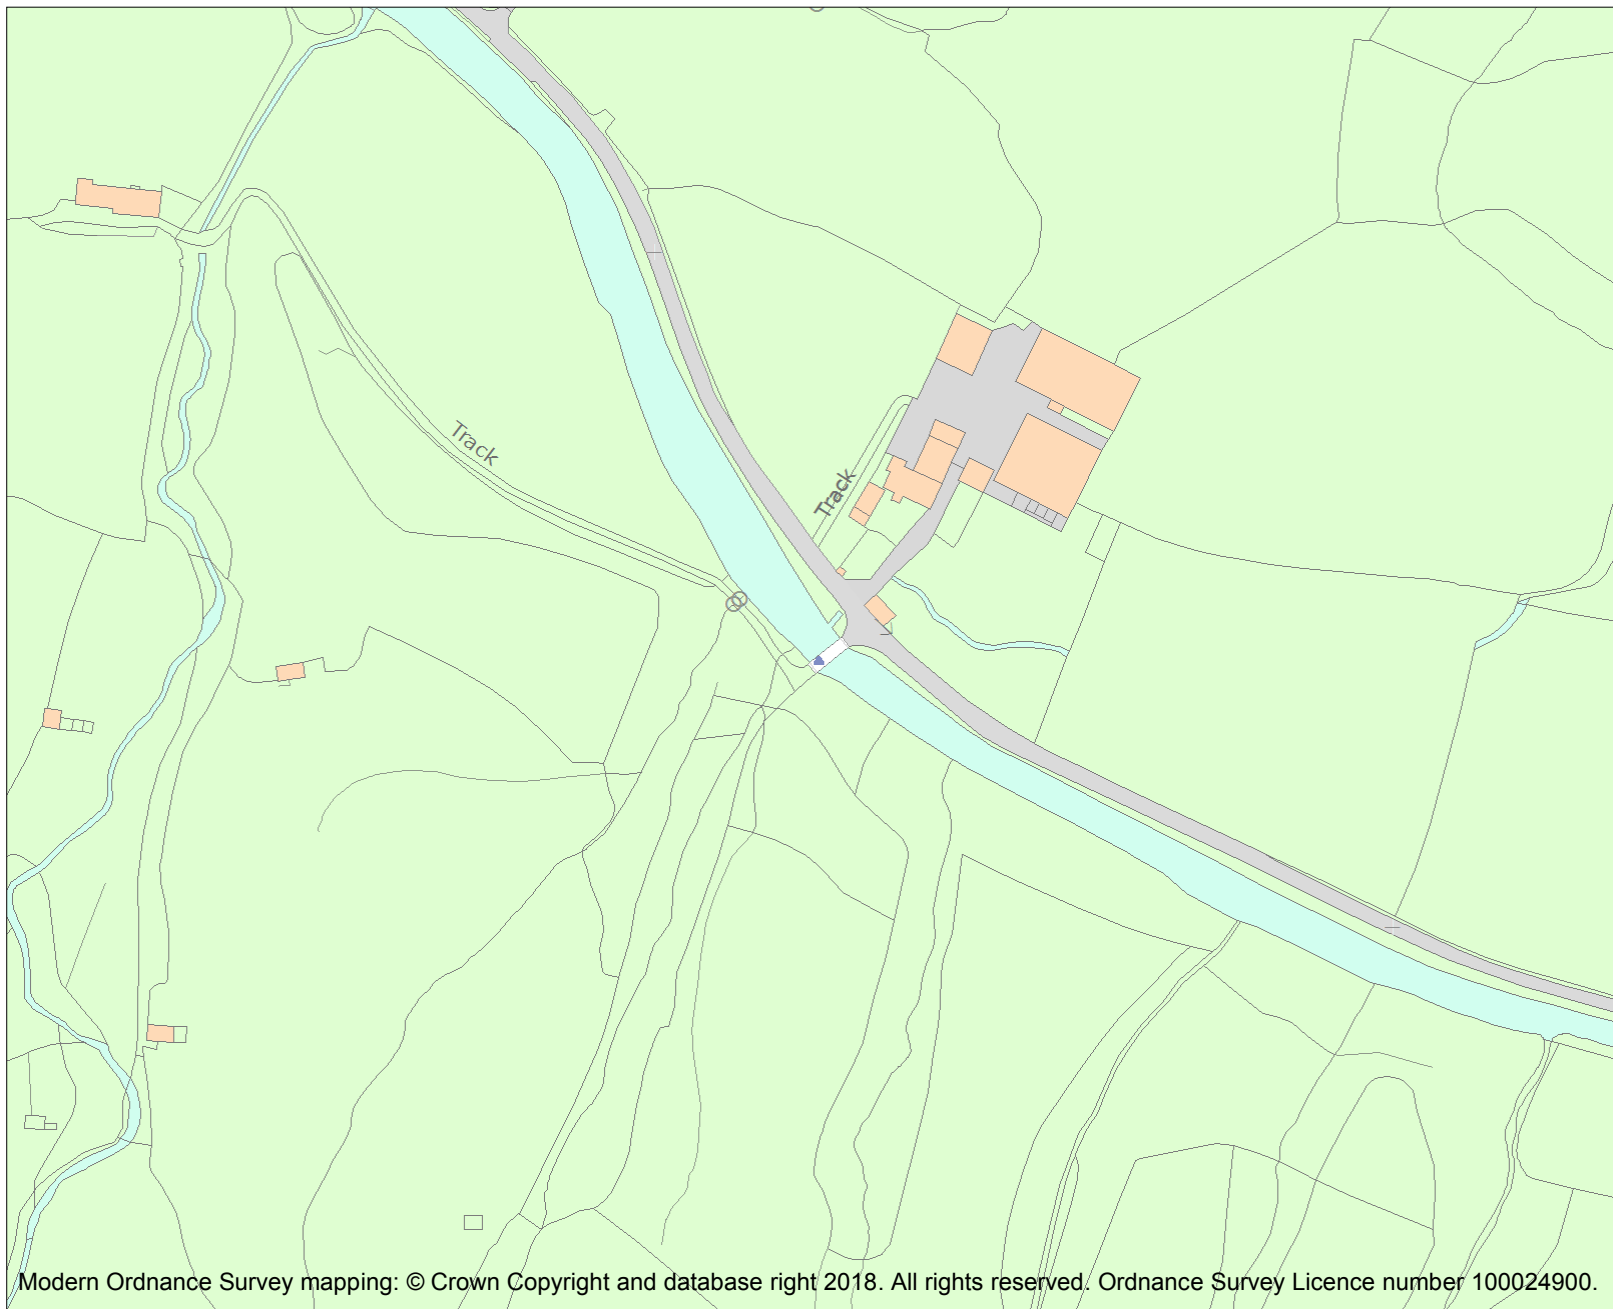 Track
Track
Modern Ordnance Survey mapping: © Crown Copyright and database right 2018. All rights reserved. Ordnance Survey Licence number 100024900.